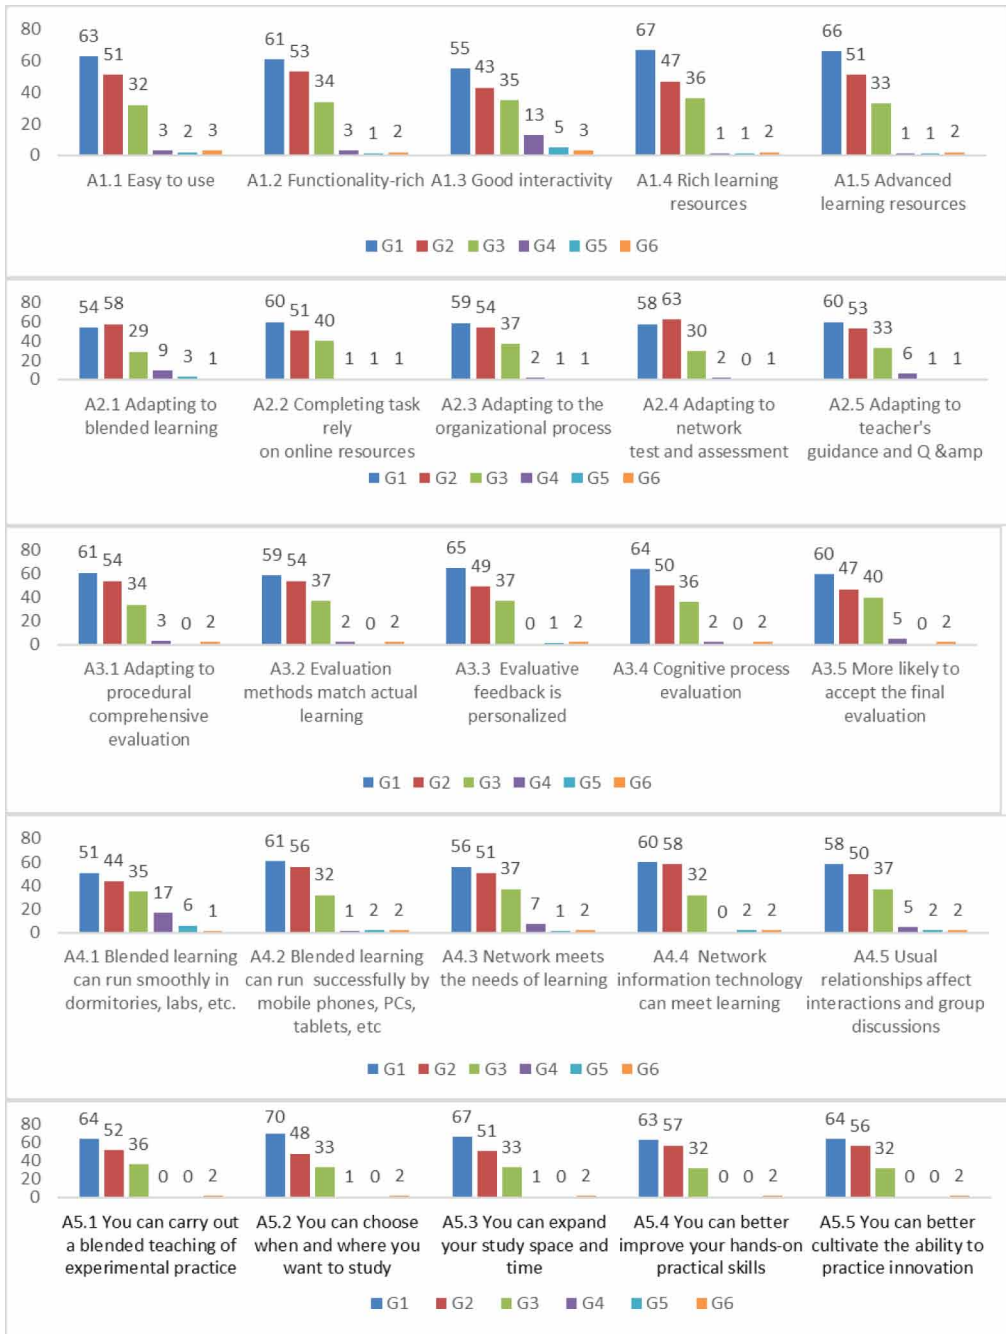 80
60
40
20
0
63 51 32 3 2 3
61 53 34 3 1 2
55 43 35 13 5 3
67 47 36 1 1 2
66 51 33 1 1 2
A1.1 Easy to use
A1.2 Functionality-rich
A1.3 Good interactivity
A1.4 Rich learning
resources
A1.5 Advanced
learning resources
G1 G2 G3 G4 G5 G6
80
60
40
20
0
54 58 29 9 3 1
60 51 40 1 1 1
59 54 37 2 1 1
58 63 30 2 0 1
60 53 33 6 1 1
A2.1 Adapting to
blended learning
A2.2 Completing task
rely
on online resources
A2.3 Adapting to the
organizational process
A2.4 Adapting to
network
test and assessment
A2.5 Adapting to
teacher's
guidance and Q &amp
G1 G2 G3 G4 G5 G6
80
60
40
20
0
61 54 34 3 0 2
59 54 37 2 0 2
65 49 37 0 1 2
64 50 36 2 0 2
60 47 40 5 0 2
A3.1 Adapting to
procedural
comprehensive
evaluation
A3.2 Evaluation
methods match actual
learning
A3.3 Evaluative
feedback is
personalized
A3.4 Cognitive process
evaluation
A3.5 More likely to
accept the final
evaluation
G1 G2 G3 G4 G5 G6
80
60
40
20
0
51 44 35 17 6 1
61 56 32 1 2 2
56 51 37 7 1 2
60 58 32 0 2 2
58 50 37 5 2 2
A4.1 Blended learning
can run smoothly in
dormitories, labs, etc.
A4.2 Blended learning
can run successfully by
mobile phones, PCs,
tablets, etc
A4.3 Network meets
the needs of learning
A4.4 Network
information technology
can meet learning
A4.5 Usual
relationships affect
interactions and group
discussions
G1 G2 G3 G4 G5 G6
80
60
40
20
0
64 52 36 0 0 2
70 48 33 1 0 2
67 51 33 1 0 2
63 57 32 0 0 2
64 56 32 0 0 2
A5.1 You can carry out
a blended teaching of
experimental practice
A5.2 You can choose
when and where you
want to study
A5.3 You can expand
your study space and
time
A5.4 You can better
improve your hands-on
practical skills
A5.5 You can better
cultivate the ability to
practice innovation
G1 G2 G3 G4 G5 G6